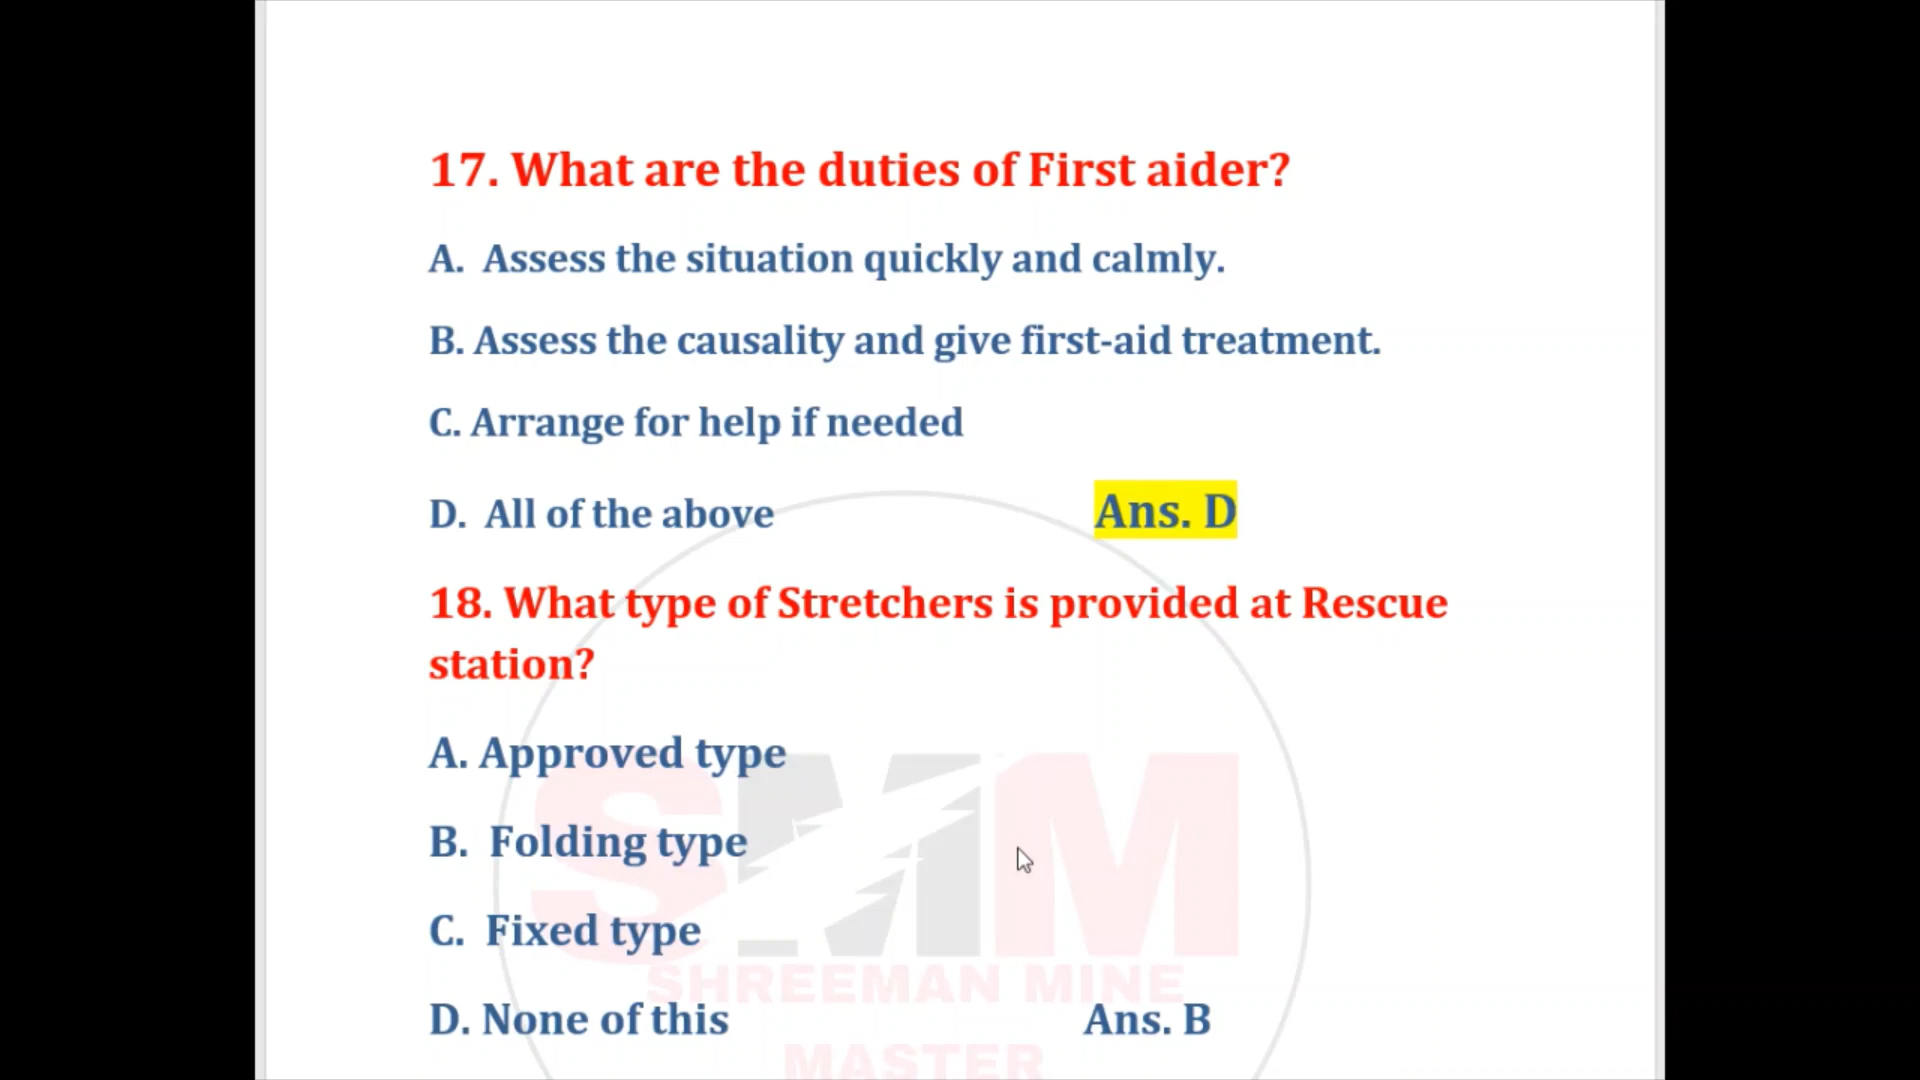 17. What are the duties of First aider?
A. Assess the situation quickly and calmly.
B. Assess the causality and give first-aid treatment.
C. Arrange for help if needed
D. All of the above Ans. D
18. What type of Stretchers is provided at Rescue
station?
A. Approved type
B. Folding type
C. Fixed type
D. None of this Ans. B
SMM
SHREEMAN MINE
MASTER